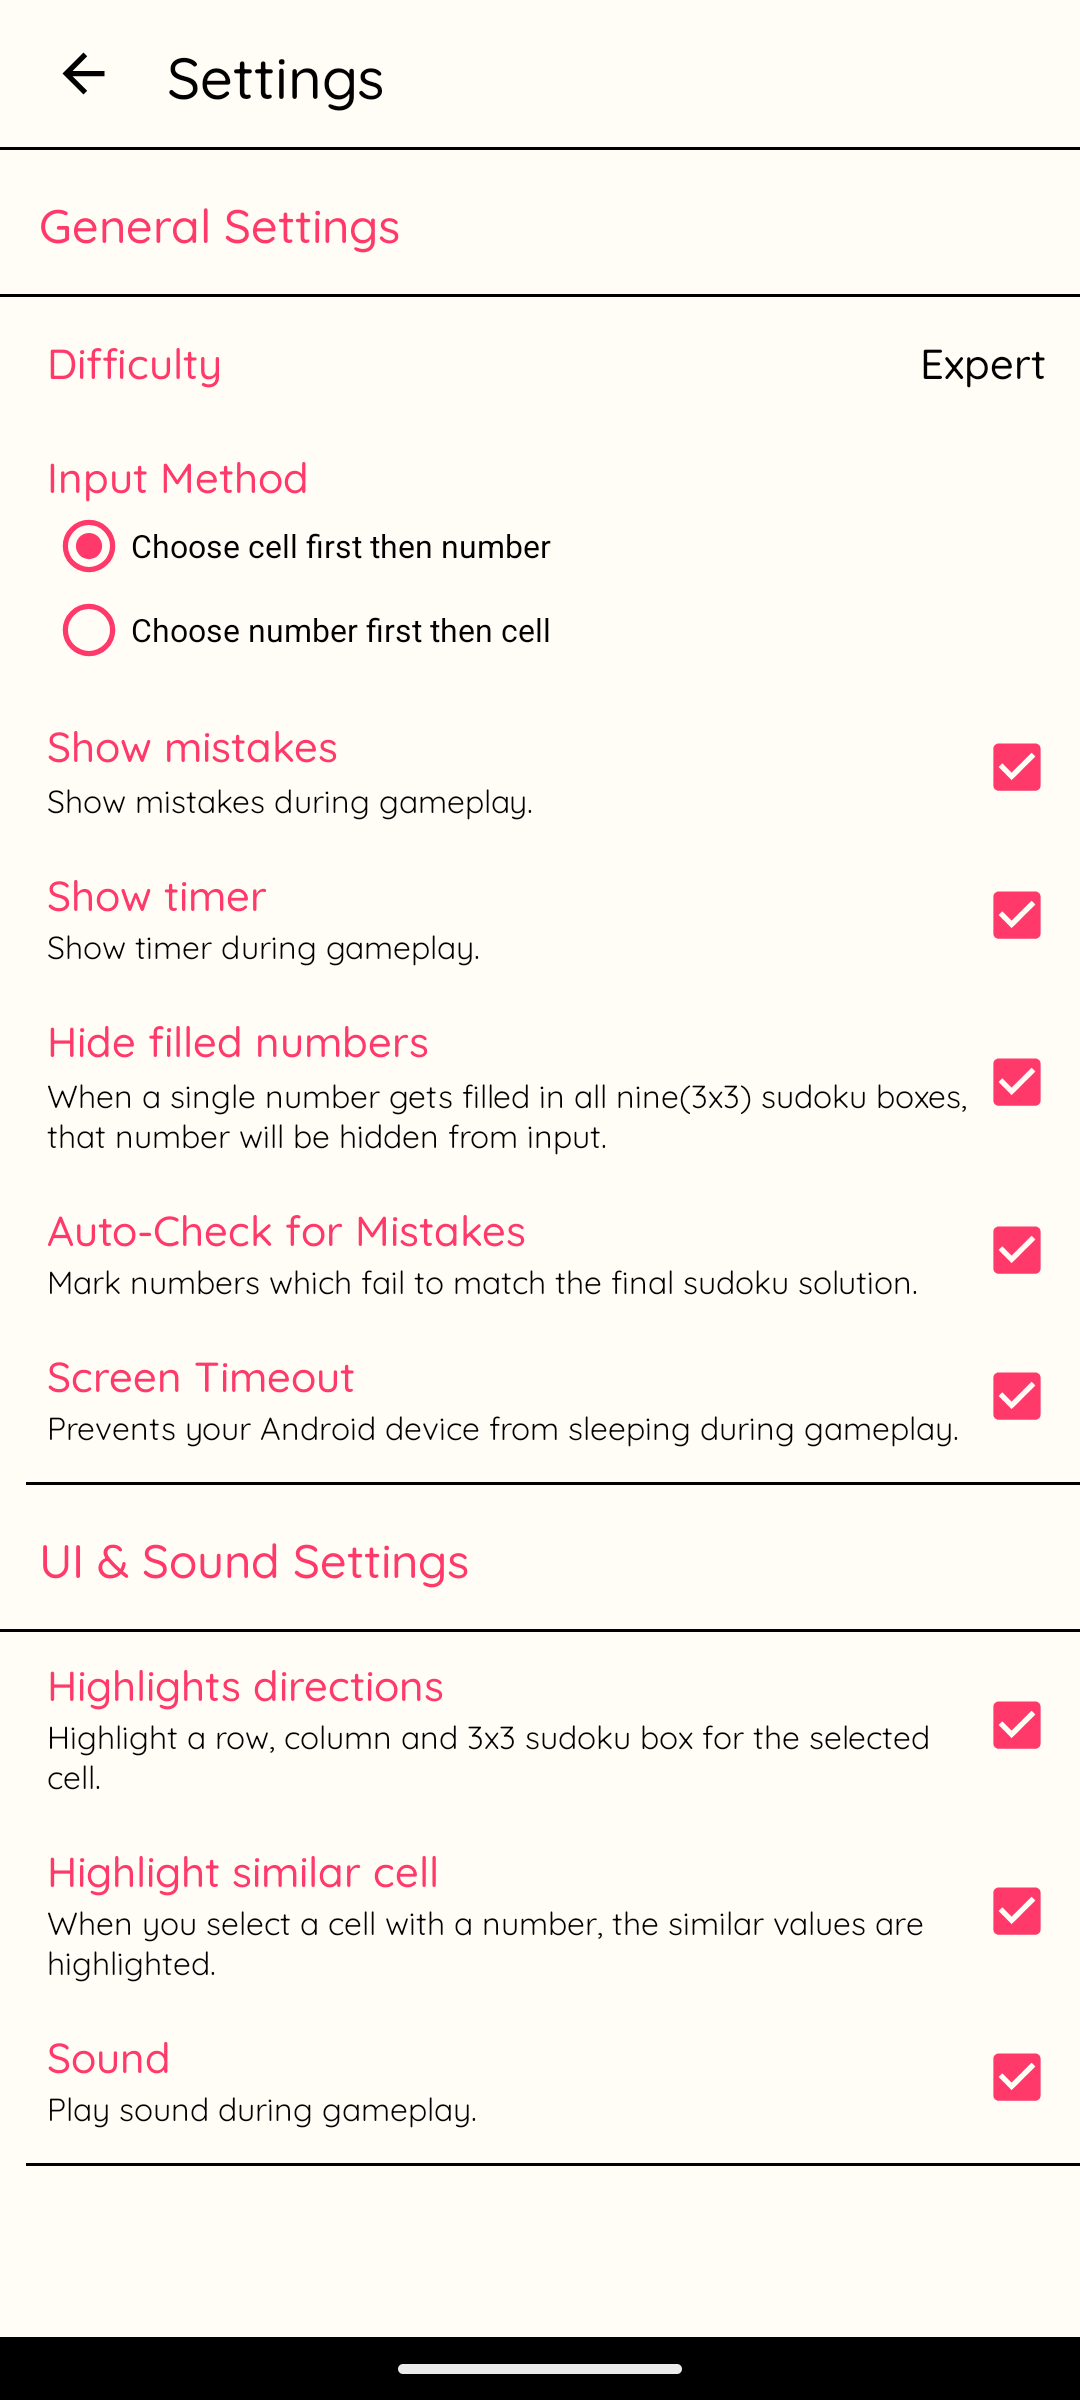 Settings
General Settings
Difficulty
Expert
Input Method
Choose cell first then number
Choose number first then cell
Show mistakes
Show mistakes during gameplay.
Show timer
Show timer during gameplay.
Hide filled numbers
When a single number gets filled in all nine(3x3) sudoku boxes,
that number will be hidden from input.
Auto-Check for Mistakes
Mark numbers which fail to match the final sudoku solution.
Screen Timeout
Prevents your Android device from sleeping during gameplay.
UI & Sound Settings
Highlights directions
Highlight a row, column and 3x3 sudoku box for the selected
cell.
Highlight similar cell
When you select a cell with a number, the similar values are
highlighted.
Sound
Play sound during gameplay.